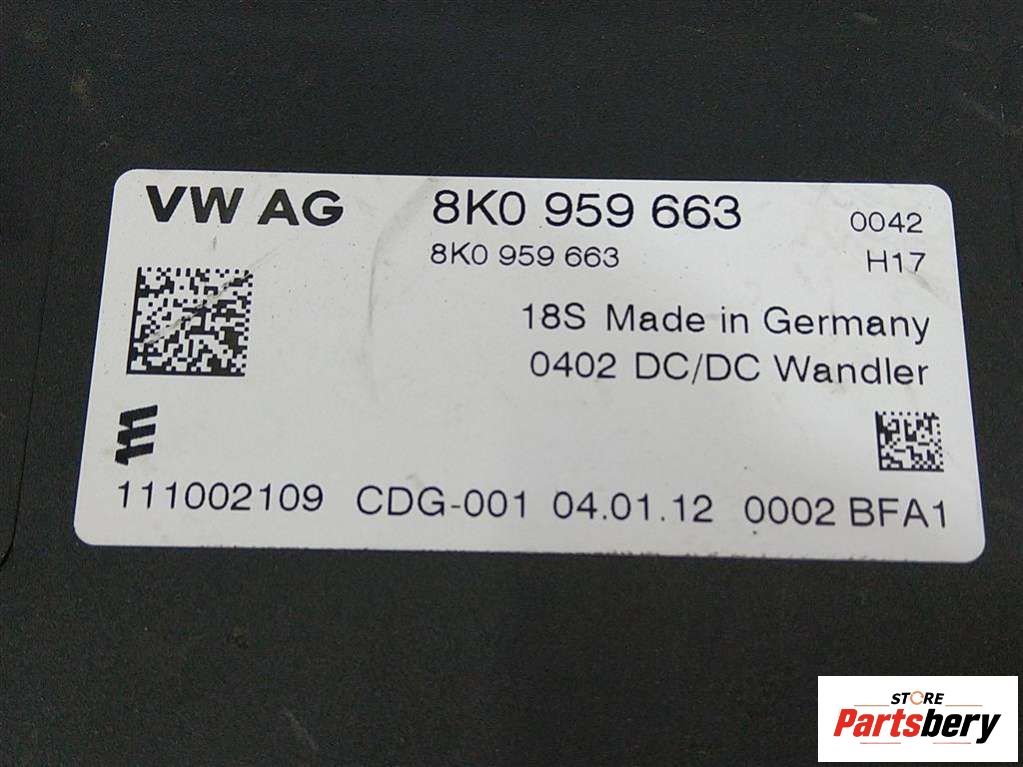 VW AG 8K0 959 663 0042
8K0 959 663 H17
18S Made in Germany
0402 DC/DC Wandler
111002109 CDG-001 04.01.12 0002 BFA1
STORE
Partsbery